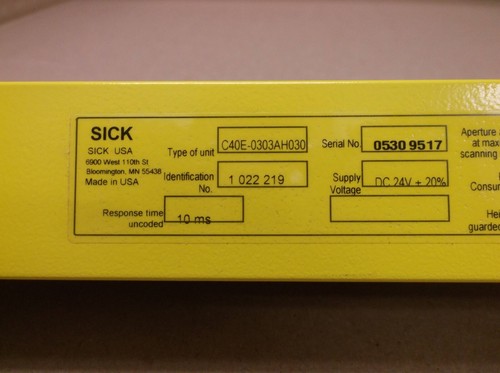 SICK
SICK USA
6900 West 110th St
Bloomington, MN 55438
Made in USA
Type of unit
C40E-0303AH030
Serial No.
0530 9517
Identification
No.
1 022 219
Supply
Voltage
DC 24V ± 20%
Response time
uncoded
10 ms
Aperture
at max
scanning
Consum
Hei
guarded